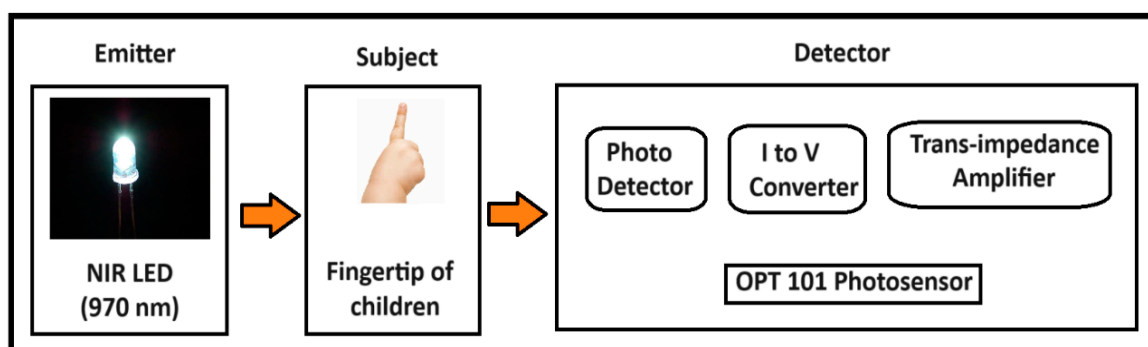 Emitter
Subject
Detector
NIR LED
(970 nm)
Fingertip of
children
Photo
Detector
I to V
Converter
Trans-impedance
Amplifier
OPT 101 Photosensor